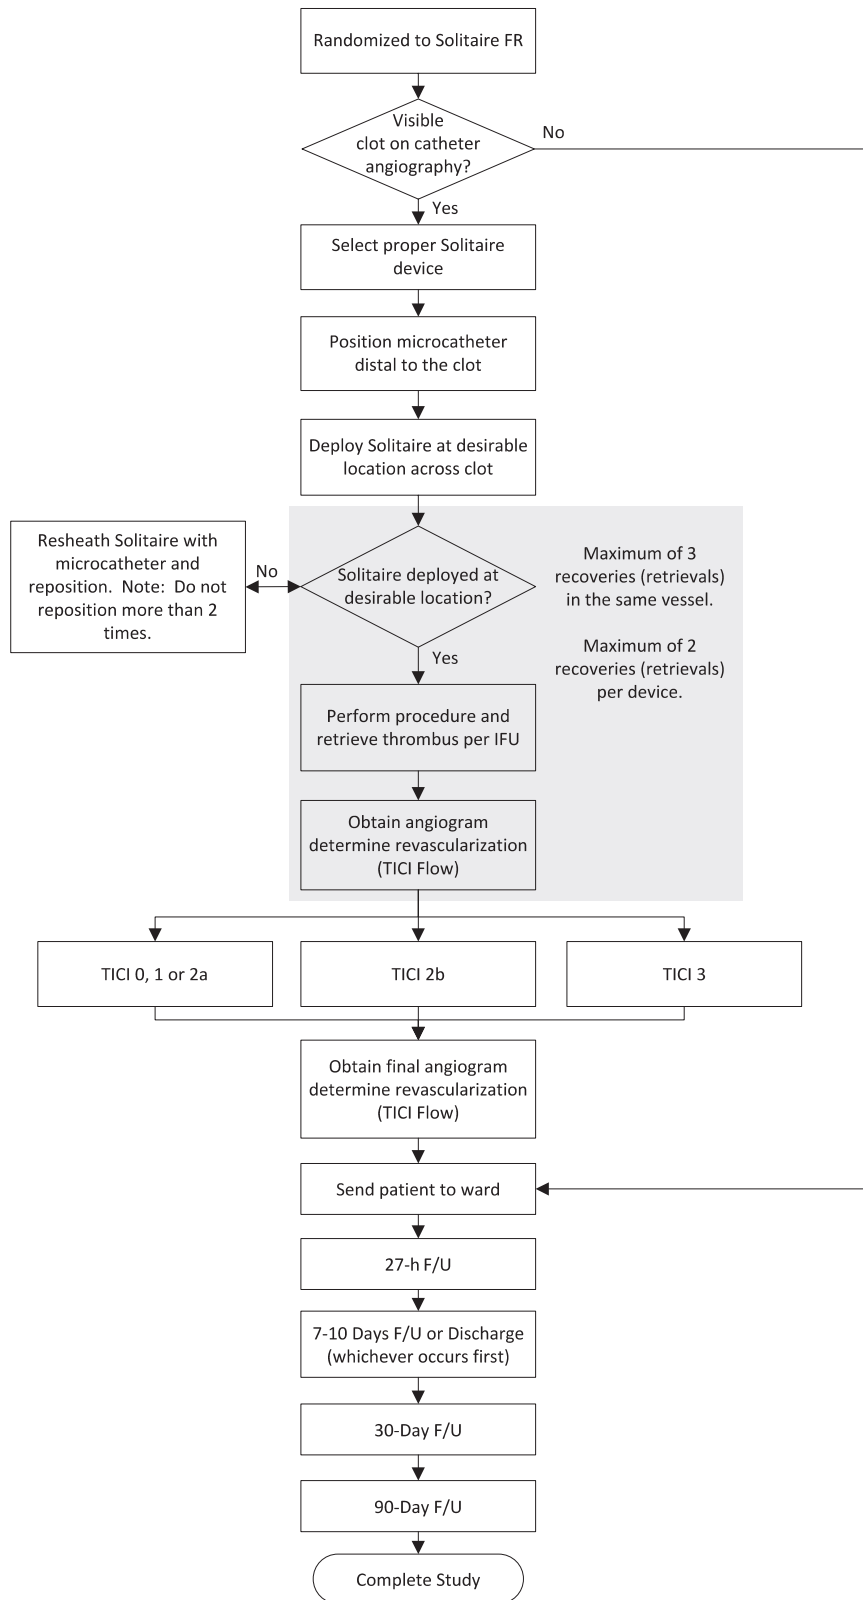 Randomized to Solitaire FR
Visible
clot on catheter
angiography?
No
Yes
Select proper Solitaire
device
Position microcatheter
distal to the clot
Deploy Solitaire at desirable
location across clot
Resheath Solitaire with
microcatheter and
reposition.  Note:  Do not
reposition more than 2
times.
No
Solitaire deployed at
desirable location?
Maximum of 3
recoveries (retrievals)
in the same vessel.
Maximum of 2
recoveries (retrievals)
per device.
Yes
Perform procedure and
retrieve thrombus per IFU
Obtain angiogram
determine revascularization
(TICI Flow)
TICI 0, 1 or 2a
TICI 2b
TICI 3
Obtain final angiogram
determine revascularization
(TICI Flow)
Send patient to ward
27-h F/U
7-10 Days F/U or Discharge
(whichever occurs first)
30-Day F/U
90-Day F/U
Complete Study